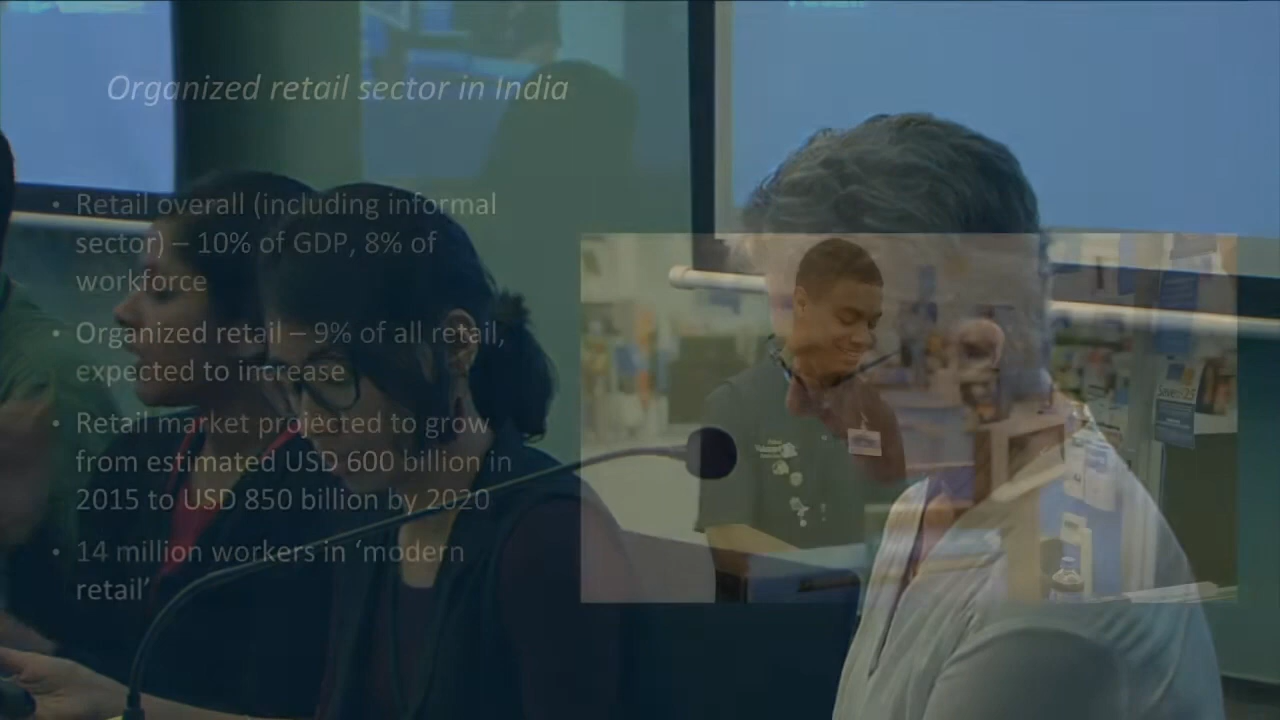 Organized retail sector in India
• Retail overall (including informal
sector) – 10% of GDP, 8% of
workforce
• Organized retail – 9% of all retail,
expected to increase
• Retail market projected to grow
from estimated USD 600 billion in
2015 to USD 850 billion by 2020
• 14 million workers in ‘modern
retail’